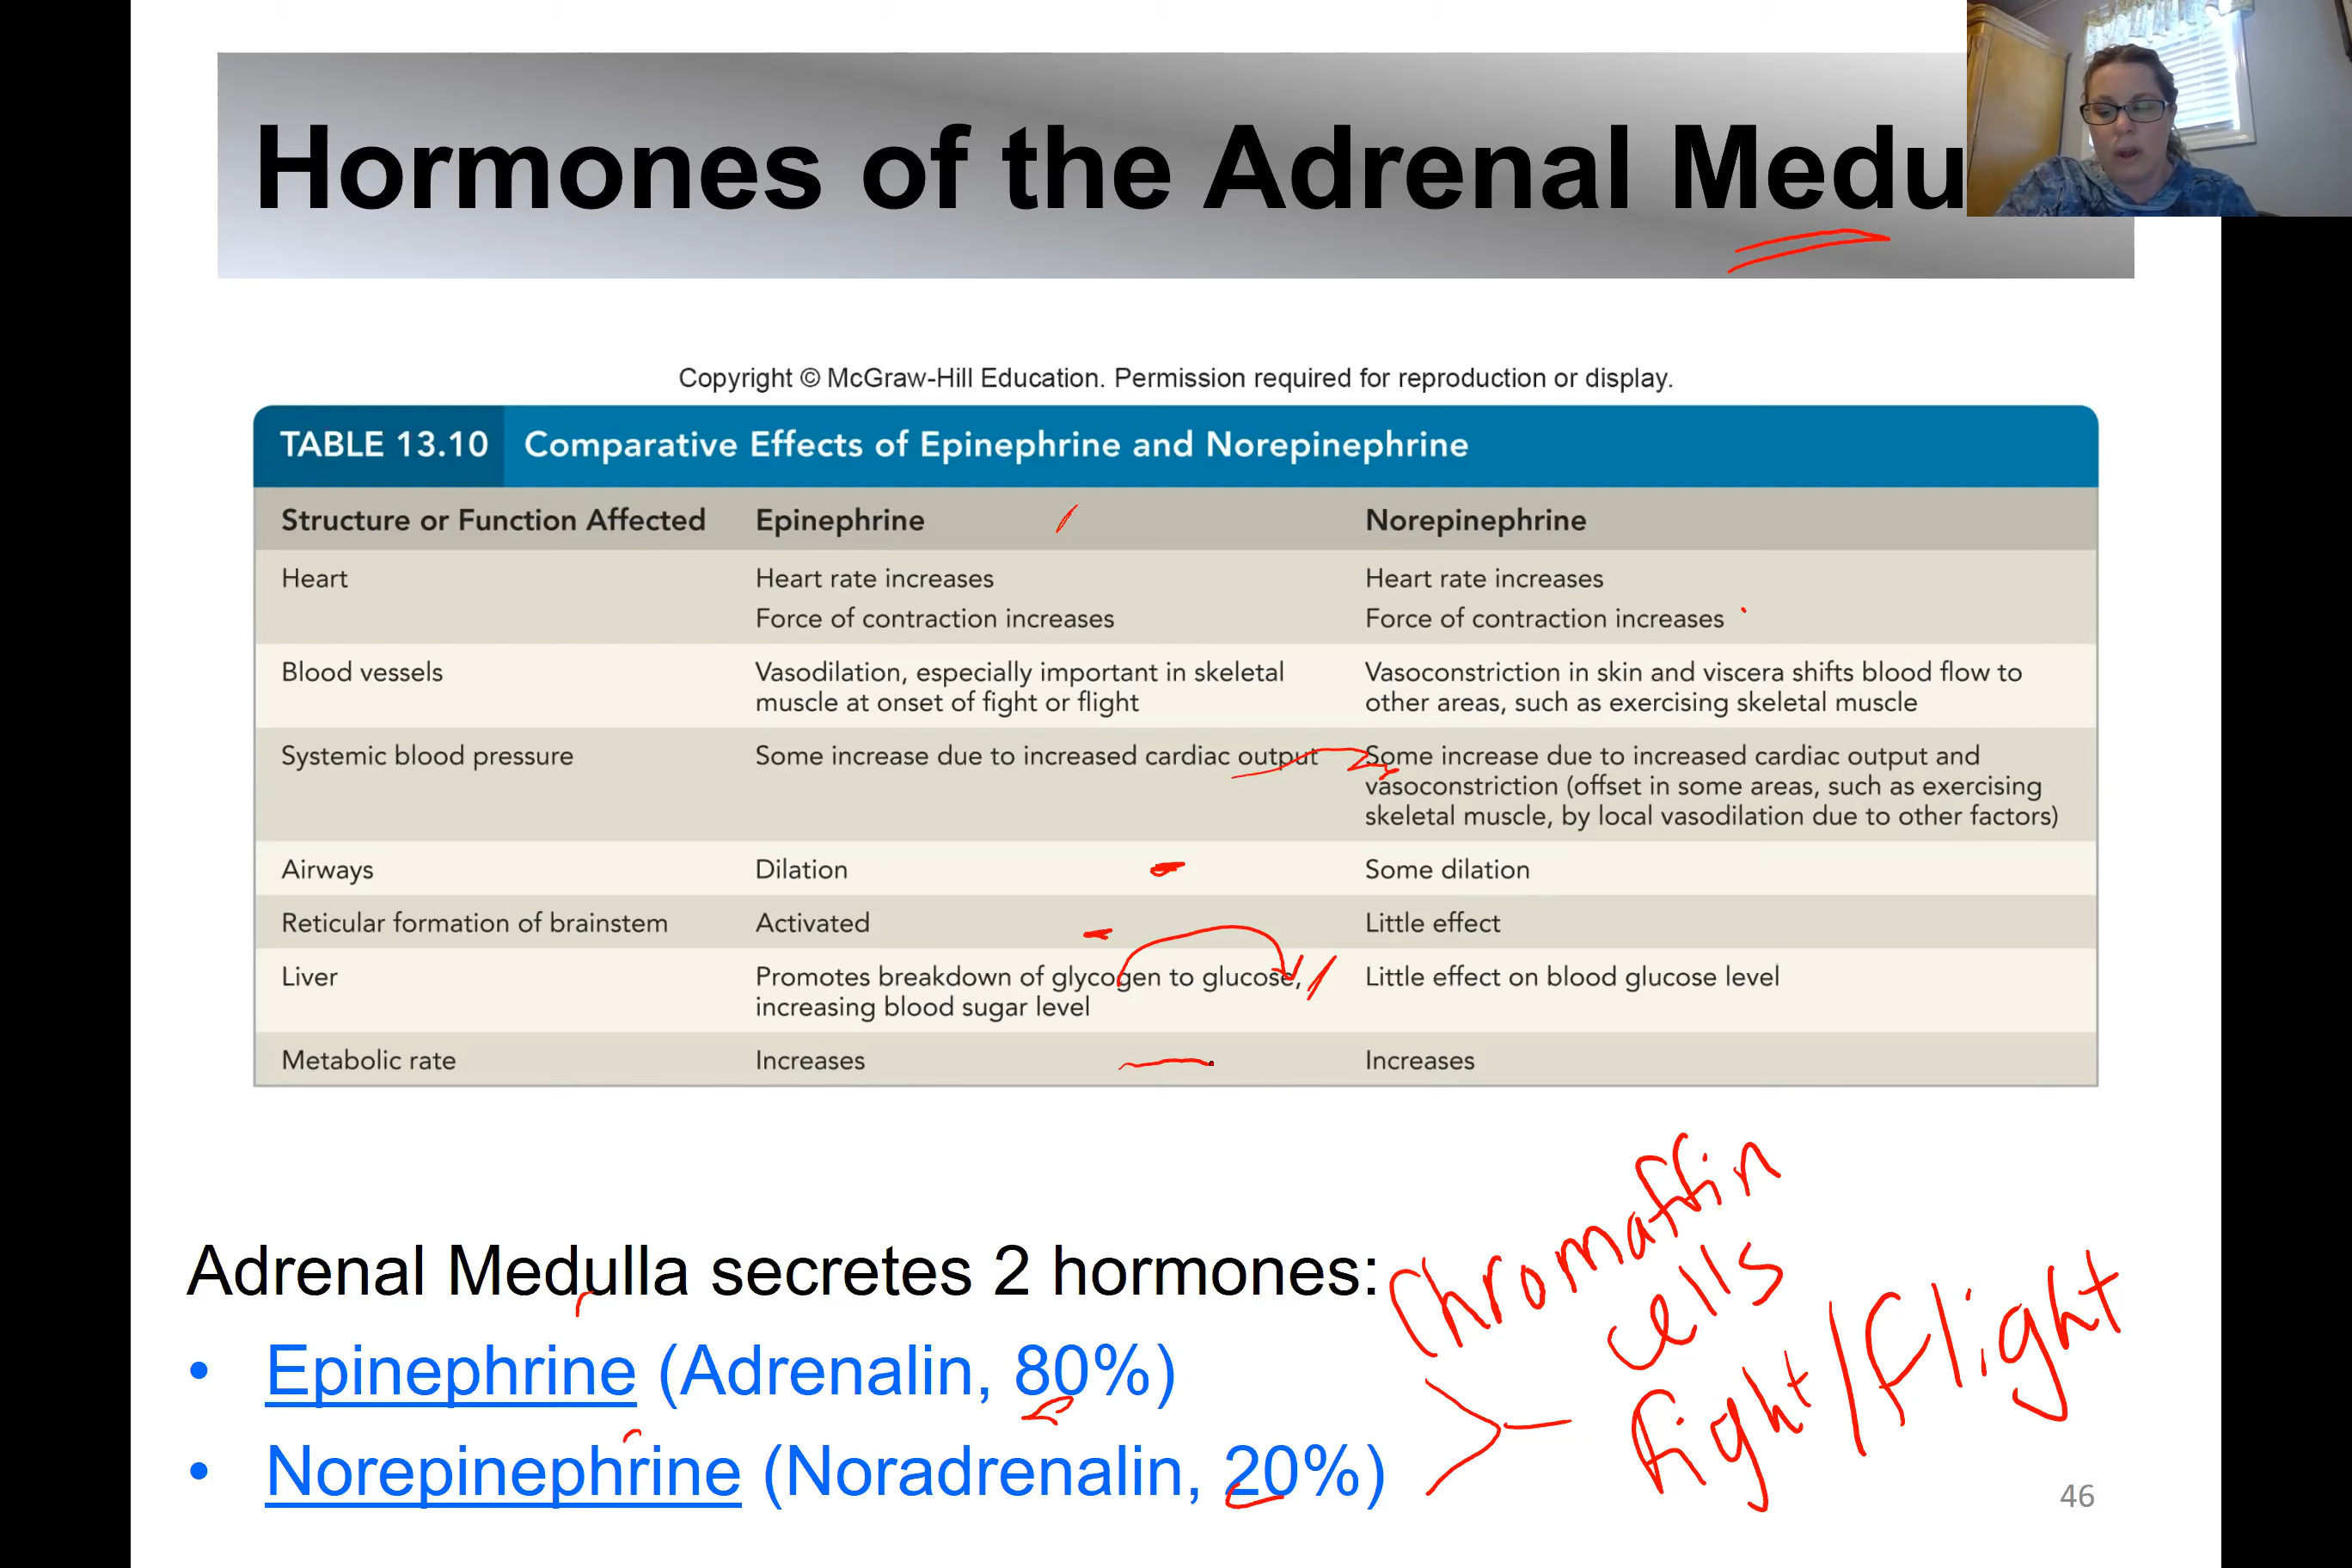 Hormones of the Adrenal Medu
Copyright © McGraw-Hill Education. Permission required for reproduction or display.
TABLE 13.10 Comparative Effects of Epinephrine and Norepinephrine
Structure or Function Affected Epinephrine Norepinephrine
Heart Heart rate increases Heart rate increases
Force of contraction increases Force of contraction increases
Blood vessels Vasodilation, especially important in skeletal Vasoconstriction in skin and viscera shifts blood flow to
muscle at onset of fight or flight other areas, such as exercising skeletal muscle
Systemic blood pressure Some increase due to increased cardiac output Some increase due to increased cardiac output and
vasoconstriction (offset in some areas, such as exercising
skeletal muscle, by local vasodilation due to other factors)
Airways Dilation Some dilation
Reticular formation of brainstem Activated Little effect
Liver Promotes breakdown of glycogen to glucose, Little effect on blood glucose level
increasing blood sugar level
Metabolic rate Increases Increases
Adrenal Medulla secretes 2 hormones:
• Epinephrine (Adrenalin, 80%)
• Norepinephrine (Noradrenalin, 20%)
Chromaffin
cells
fight/flight
46